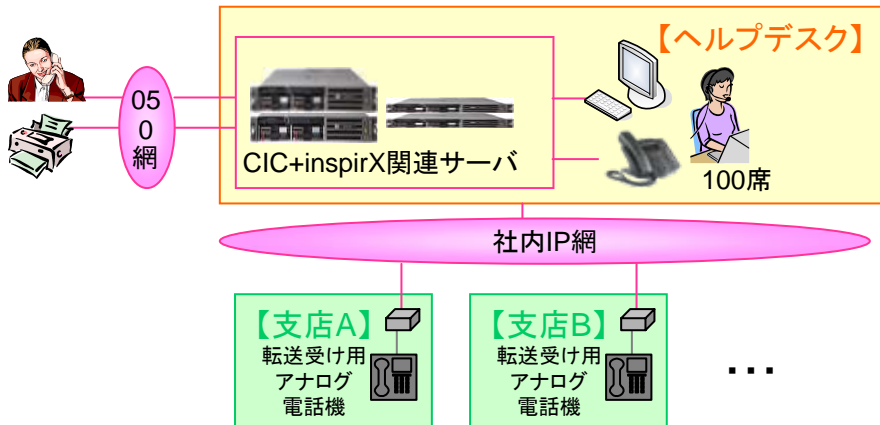 【ヘルプデスク】
05
0
網
CIC+inspirX関連サーバ
100席
社内IP網
【支店A】
転送受け用
アナログ
電話機
【支店B】
転送受け用
アナログ
電話機
...